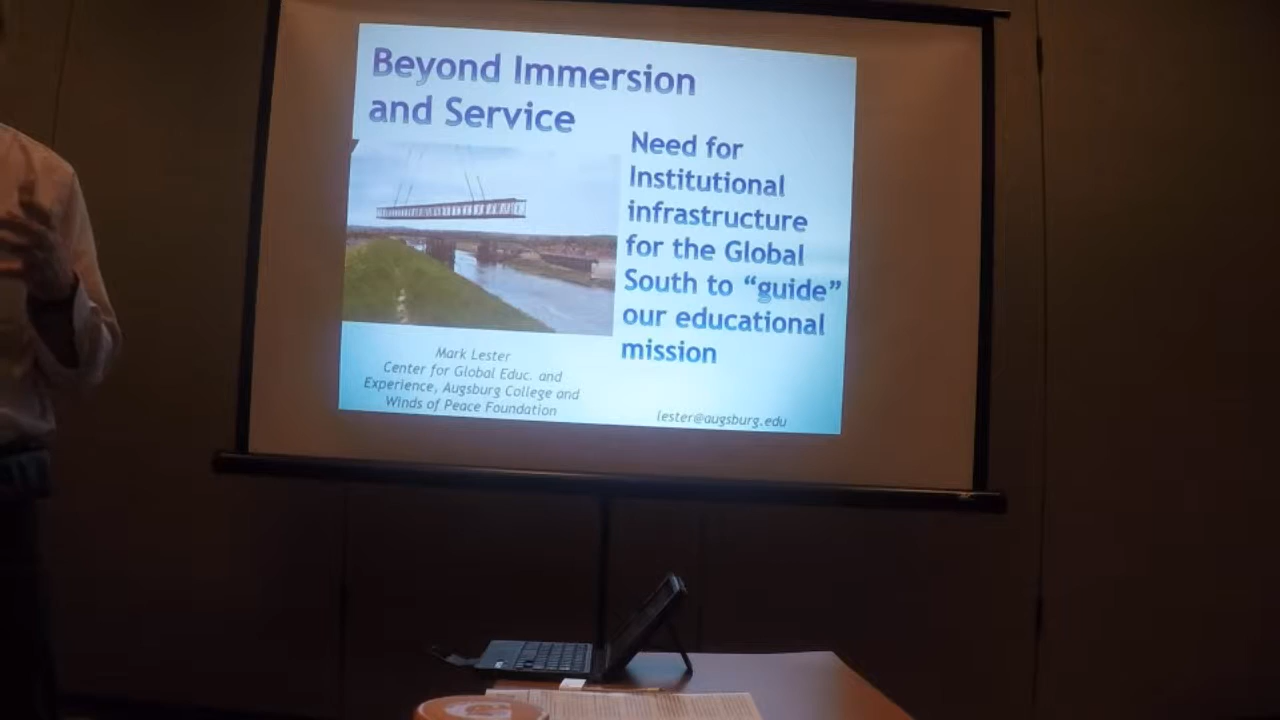 Beyond Immersion
and Service
Need for
Institutional
infrastructure
for the Global
South to “guide”
our educational
mission
Mark Lester
Center for Global Educ. and
Experience, Augsburg College and
Winds of Peace Foundation
lester@augsburg.edu